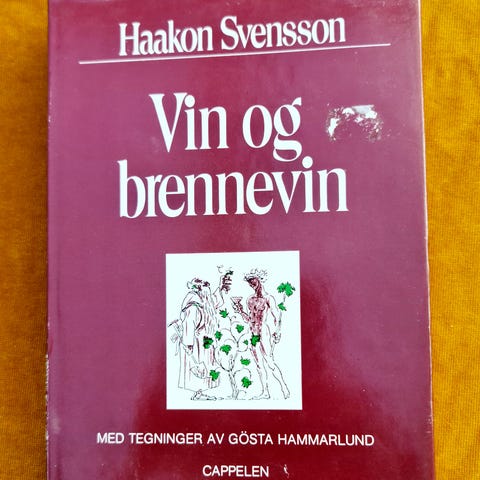 Haakon Svensson
Vin og
brennevin
MED TEGNINGER AV GÖSTA HAMMARLUND
CAPPELEN